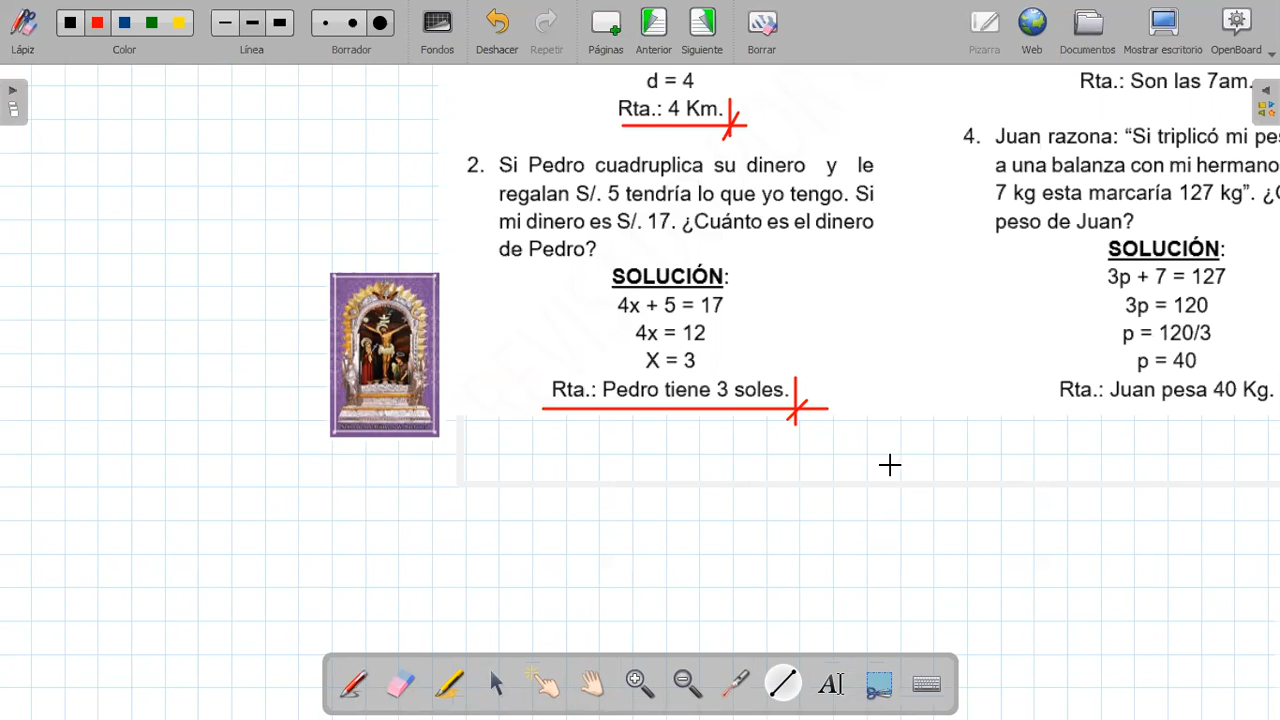 Lápiz
Color
Línea
Borrador
Fondos
Deshacer
Repetir
Páginas
Anterior
Siguiente
Borrar
Pizarra
Web
Documentos
Mostrar escritorio
OpenBoard
d = 4
Rta.: 4 Km.
2. Si Pedro cuadruplica su dinero y le
regalan S/. 5 tendría lo que yo tengo. Si
mi dinero es S/. 17. ¿Cuánto es el dinero
de Pedro?
SOLUCIÓN:
4x + 5 = 17
4x = 12
X = 3
Rta.: Pedro tiene 3 soles.
Rta.: Son las 7am.
4. Juan razona: “Si triplicó mi pes
a una balanza con mi hermano
7 kg esta marcaría 127 kg”. ¿C
peso de Juan?
SOLUCIÓN:
3p + 7 = 127
3p = 120
p = 120/3
p = 40
Rta.: Juan pesa 40 Kg.